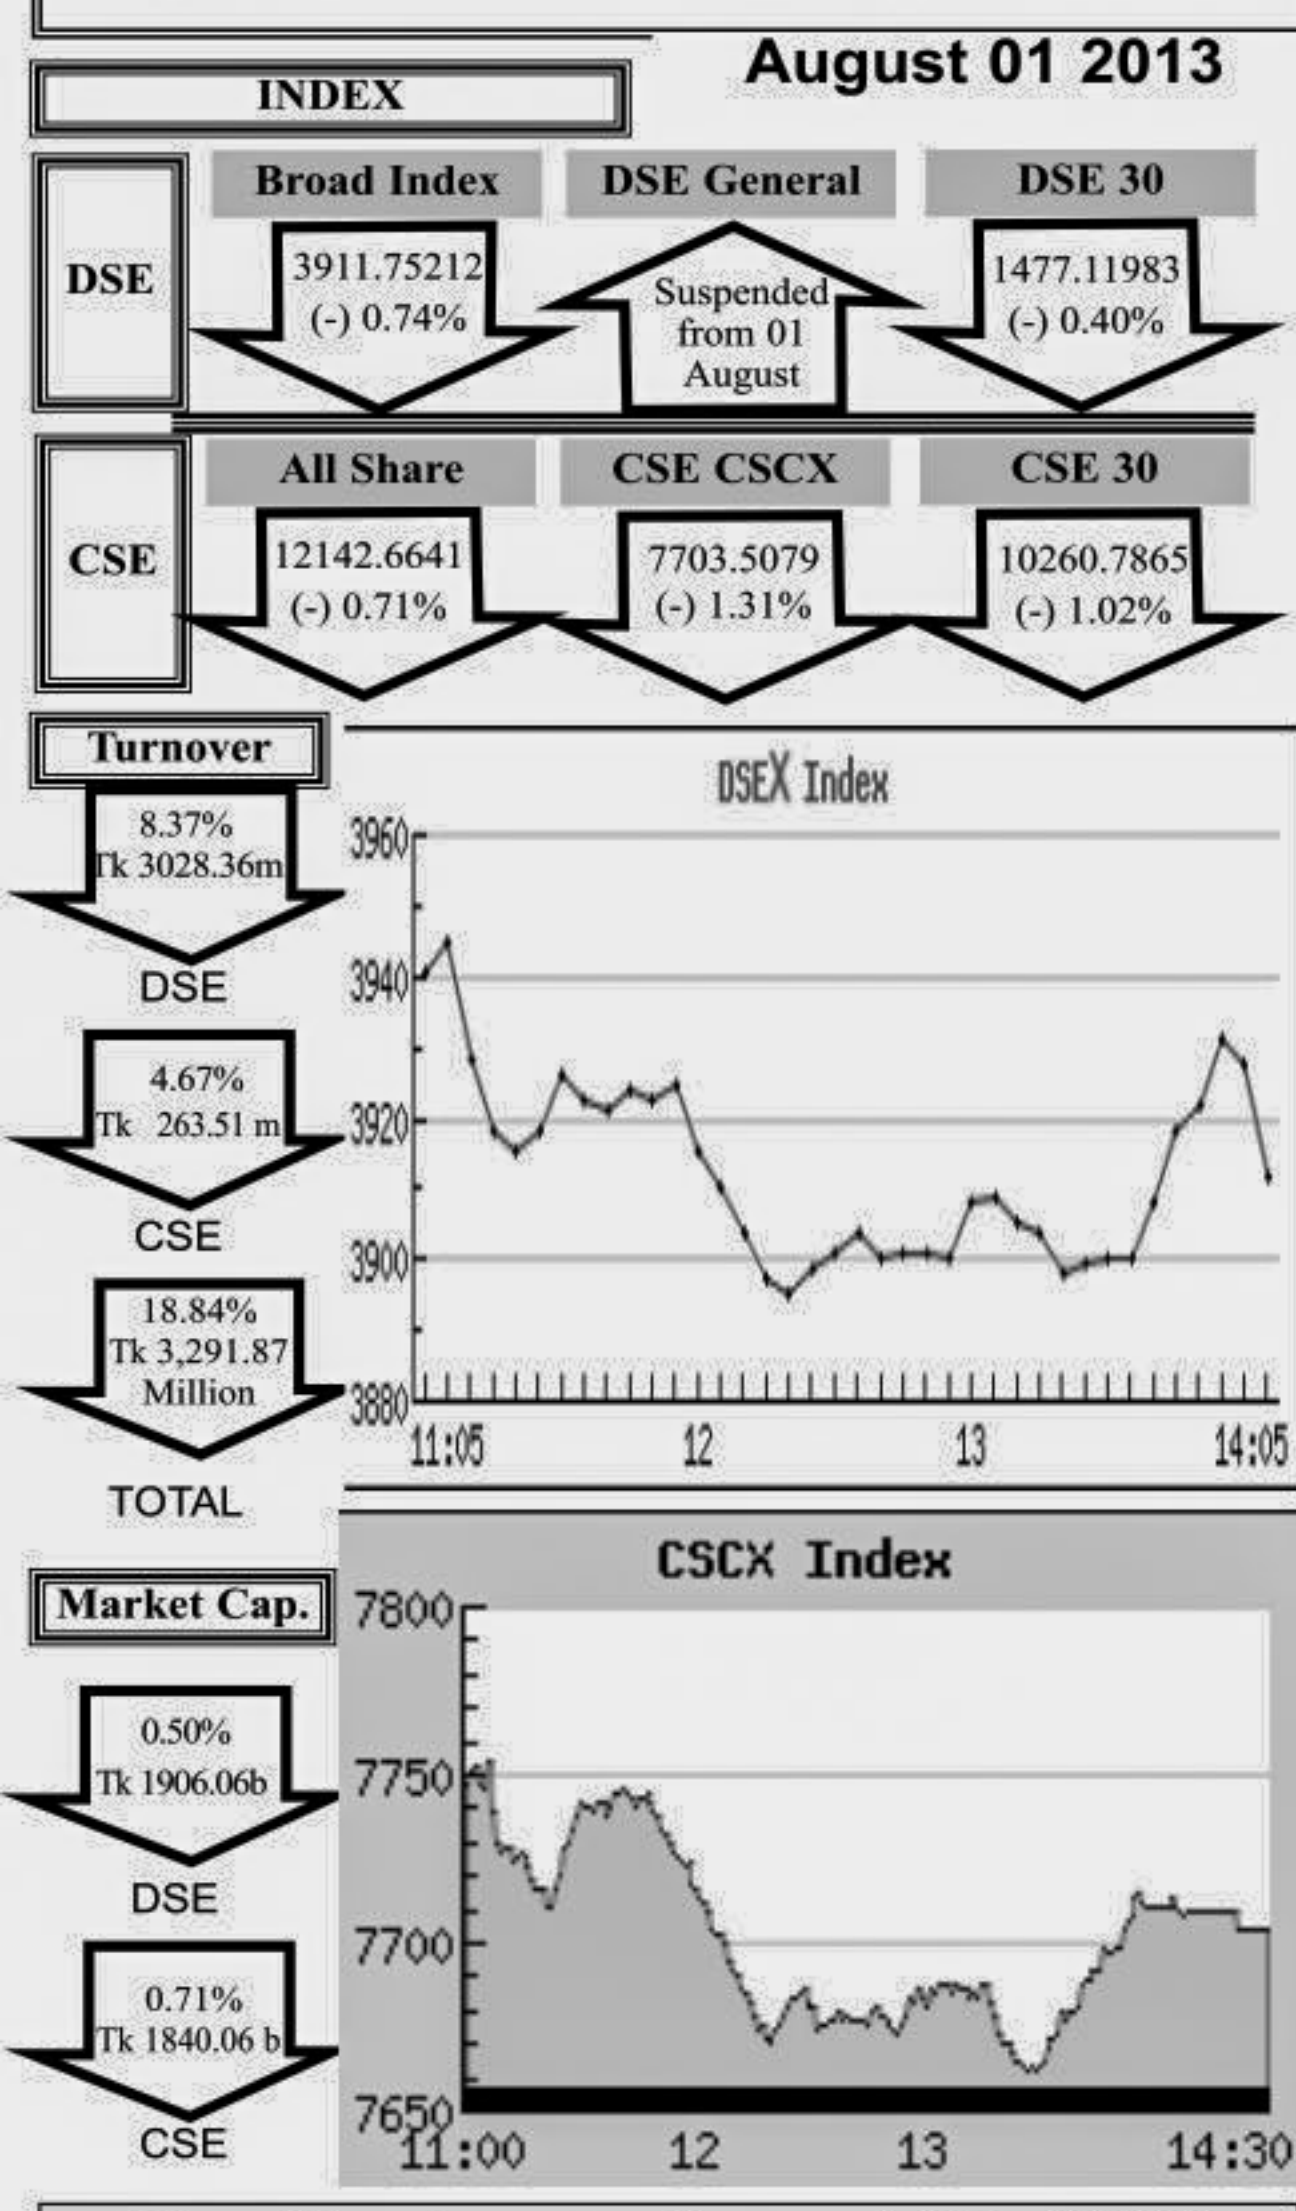 August 01 2013
INDEX
DSE
Broad Index
3911.75212
(-) 0.74%
DSE General
Suspended
from 01
August
DSE 30
1477.11983
(-) 0.40%
CSE
All Share
12142.6641
(-) 0.71%
CSE CSCX
7703.5079
(-) 1.31%
CSE 30
10260.7865
(-) 1.02%
Turnover
8.37%
Tk 3028.36m
DSE
4.67%
Tk 263.51 m
CSE
18.84%
Tk 3,291.87
Million
TOTAL
Market Cap.
0.50%
Tk 1906.06b
DSE
0.71%
Tk 1840.06 b
CSE
DSEX Index
3960
3940
3920
3900
3880
11:05 12 13 14:05
CSCX Index
7800
7750
7700
7650
11:00 12 13 14:30